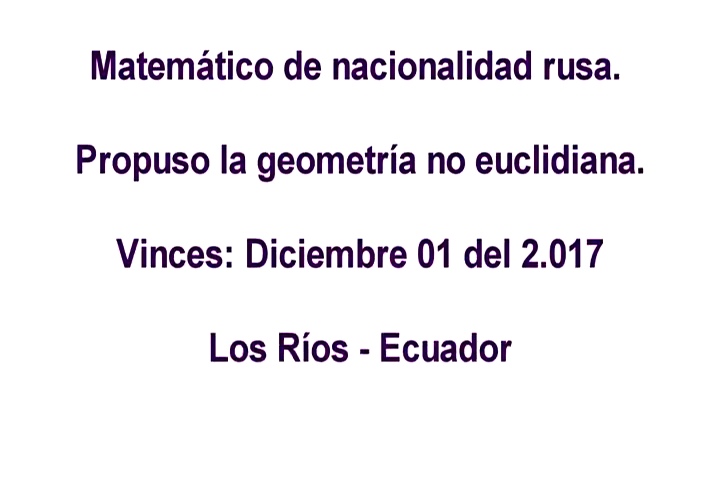 Matemático de nacionalidad rusa.
Propuso la geometría no euclidiana.
Vinces: Diciembre 01 del 2.017
Los Ríos - Ecuador